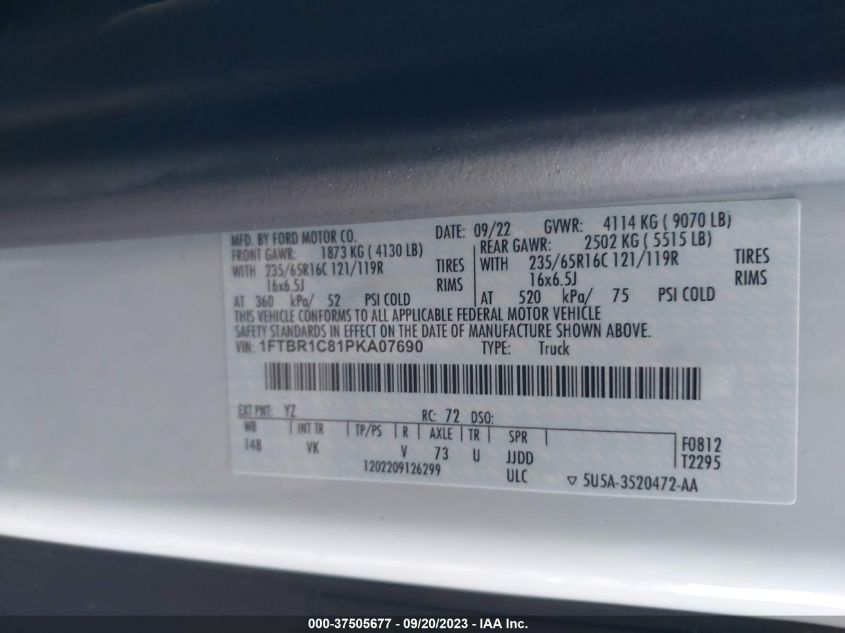 MFD. BY FORD MOTOR CO. DATE: 09/22 GVWR: 4114 KG ( 9070 LB)
FRONT GAWR: 1873 KG ( 4130 LB) REAR GAWR: 2502 KG ( 5515 LB)
WITH 235/65R16C 121/119R TIRES WITH 235/65R16C 121/119R TIRES
16x6.5J RIMS 16x6.5J RIMS
AT 360 kPa/ 52 PSI COLD AT 520 kPa/ 75 PSI COLD
THIS VEHICLE CONFORMS TO ALL APPLICABLE FEDERAL MOTOR VEHICLE
SAFETY STANDARDS IN EFFECT ON THE DATE OF MANUFACTURE SHOWN ABOVE.
VIN: 1FTBR1C81PKA07690 TYPE: Truck
EXT PNT: YZ RC: 72 DSO:
WB INT TR TP/PS R AXLE TR SPR F0812
148 VK V 73 U JJDD T2295
1202209126299 ULC ▽ 5U5A-3520472-AA
000-37505677 - 09/20/2023 - IAA Inc.